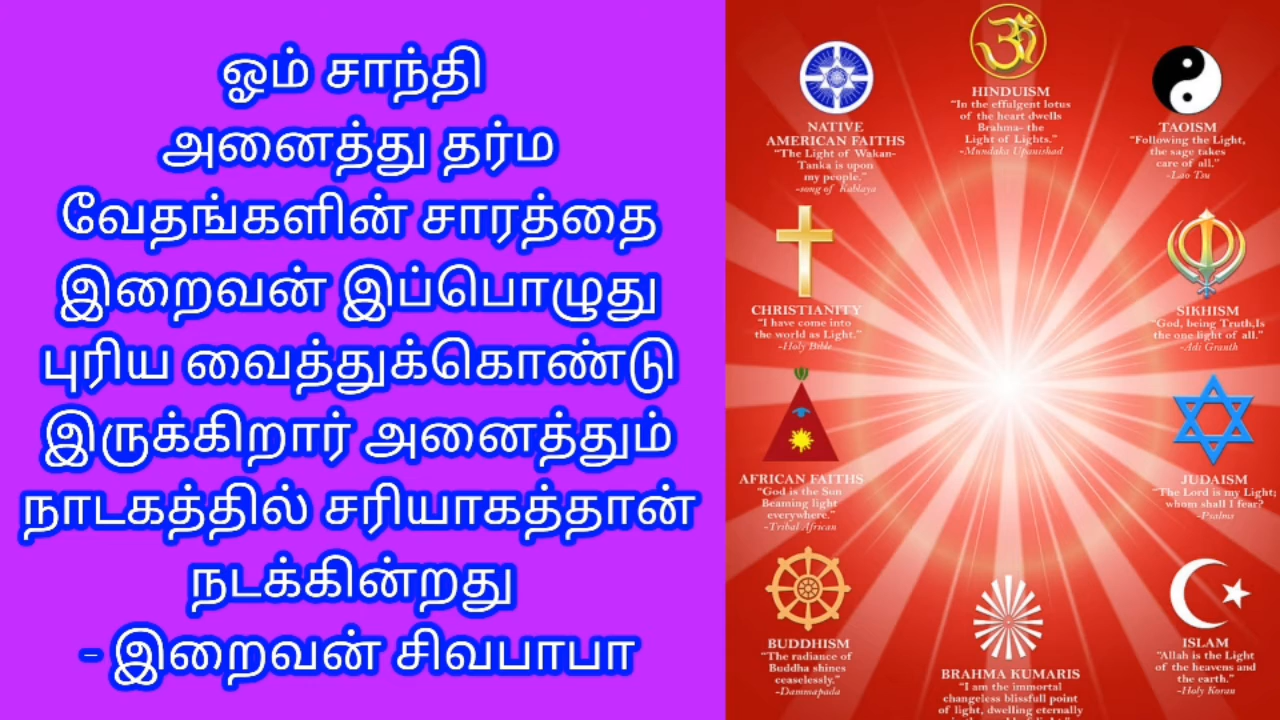 ஓம் சாந்தி
அனைத்து தர்ம
வேதங்களின் சாரத்தை
இறைவன் இப்பொழுது
புரிய வைத்துக்கொண்டு
இருக்கிறார் அனைத்தும்
நாடகத்தில் சரியாகத்தான்
நடக்கின்றது
- இறைவன் சிவபாபா
HINDUISM
"In the effulgent lotus
of the heart dwells
Brahma- the
Light of Lights."
-Mundaka Upanishad
NATIVE
AMERICAN FAITHS
"The Light of Wakan-
Tanka is upon
my people."
-song of Kablaya
TAOISM
"Following the Light,
the sage takes
care of all."
-Lao Tsu
CHRISTIANITY
"I have come into
the world as Light."
-Holy Bible
SIKHISM
"God, being Truth,Is
the one light of all."
-Adi Granth
AFRICAN FAITHS
"God is the Sun
Beaming light
everywhere."
-Tribal African
JUDAISM
"The Lord is my Light;
whom shall I fear?
-Psalms
BUDDHISM
"The radiance of
Buddha shines
ceaselessly."
-Dammapada
ISLAM
"Allah is the Light
of the heavens and
the earth."
-Holy Koran
BRAHMA KUMARIS
"I am the immortal
changeless blissfull point
of light, dwelling eternally